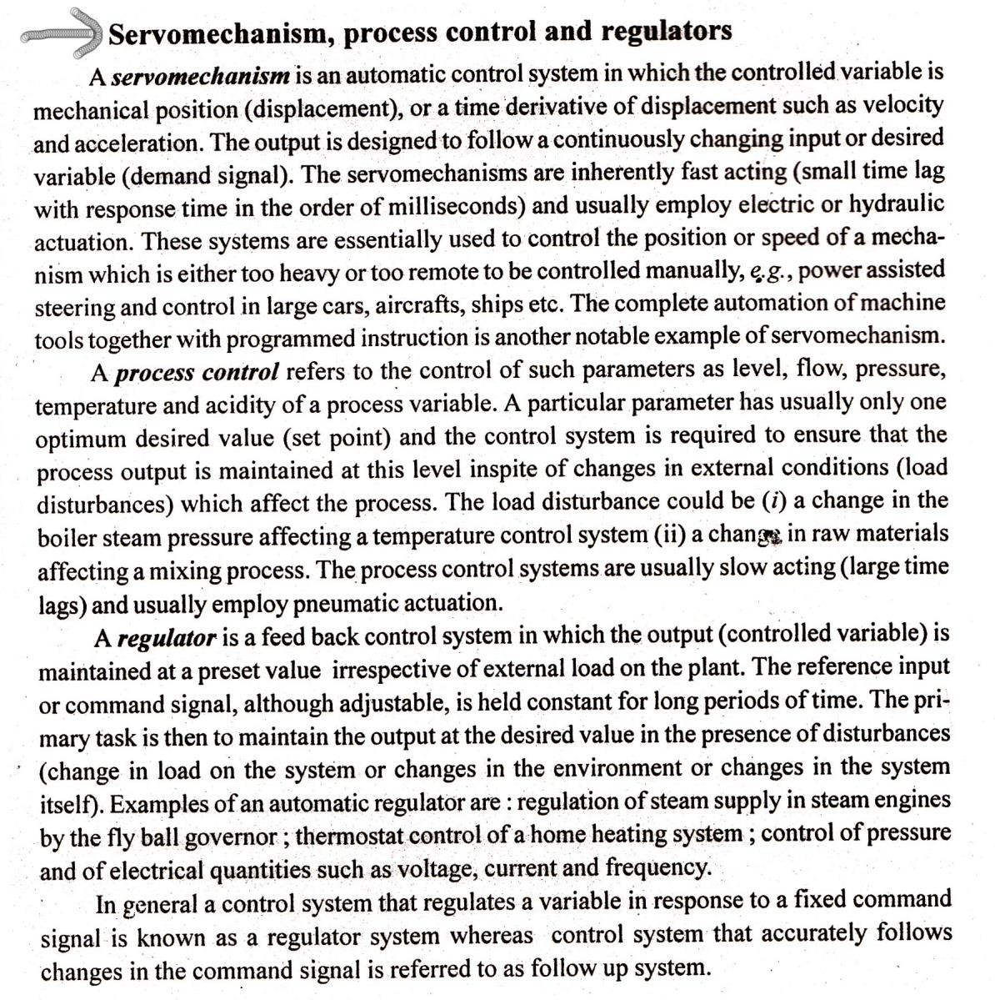 Servomechanism, process control and regulators
A servomechanism is an automatic control system in which the controlled variable is
mechanical position (displacement), or a time derivative of displacement such as velocity
and acceleration. The output is designed to follow a continuously changing input or desired
variable (demand signal). The servomechanisms are inherently fast acting (small time lag
with response time in the order of milliseconds) and usually employ electric or hydraulic
actuation. These systems are essentially used to control the position or speed of a mecha-
nism which is either too heavy or too remote to be controlled manually, e.g., power assisted
steering and control in large cars, aircrafts, ships etc. The complete automation of machine
tools together with programmed instruction is another notable example of servomechanism.
A process control refers to the control of such parameters as level, flow, pressure,
temperature and acidity of a process variable. A particular parameter has usually only one
optimum desired value (set point) and the control system is required to ensure that the
process output is maintained at this level inspite of changes in external conditions (load
disturbances) which affect the process. The load disturbance could be (i) a change in the
boiler steam pressure affecting a temperature control system (ii) a change in raw materials
affecting a mixing process. The process control systems are usually slow acting (large time
lags) and usually employ pneumatic actuation.
A regulator is a feed back control system in which the output (controlled variable) is
maintained at a preset value irrespective of external load on the plant. The reference input
or command signal, although adjustable, is held constant for long periods of time. The pri-
mary task is then to maintain the output at the desired value in the presence of disturbances
(change in load on the system or changes in the environment or changes in the system
itself). Examples of an automatic regulator are : regulation of steam supply in steam engines
by the fly ball governor ; thermostat control of a home heating system ; control of pressure
and of electrical quantities such as voltage, current and frequency.
In general a control system that regulates a variable in response to a fixed command
signal is known as a regulator system whereas control system that accurately follows
changes in the command signal is referred to as follow up system.